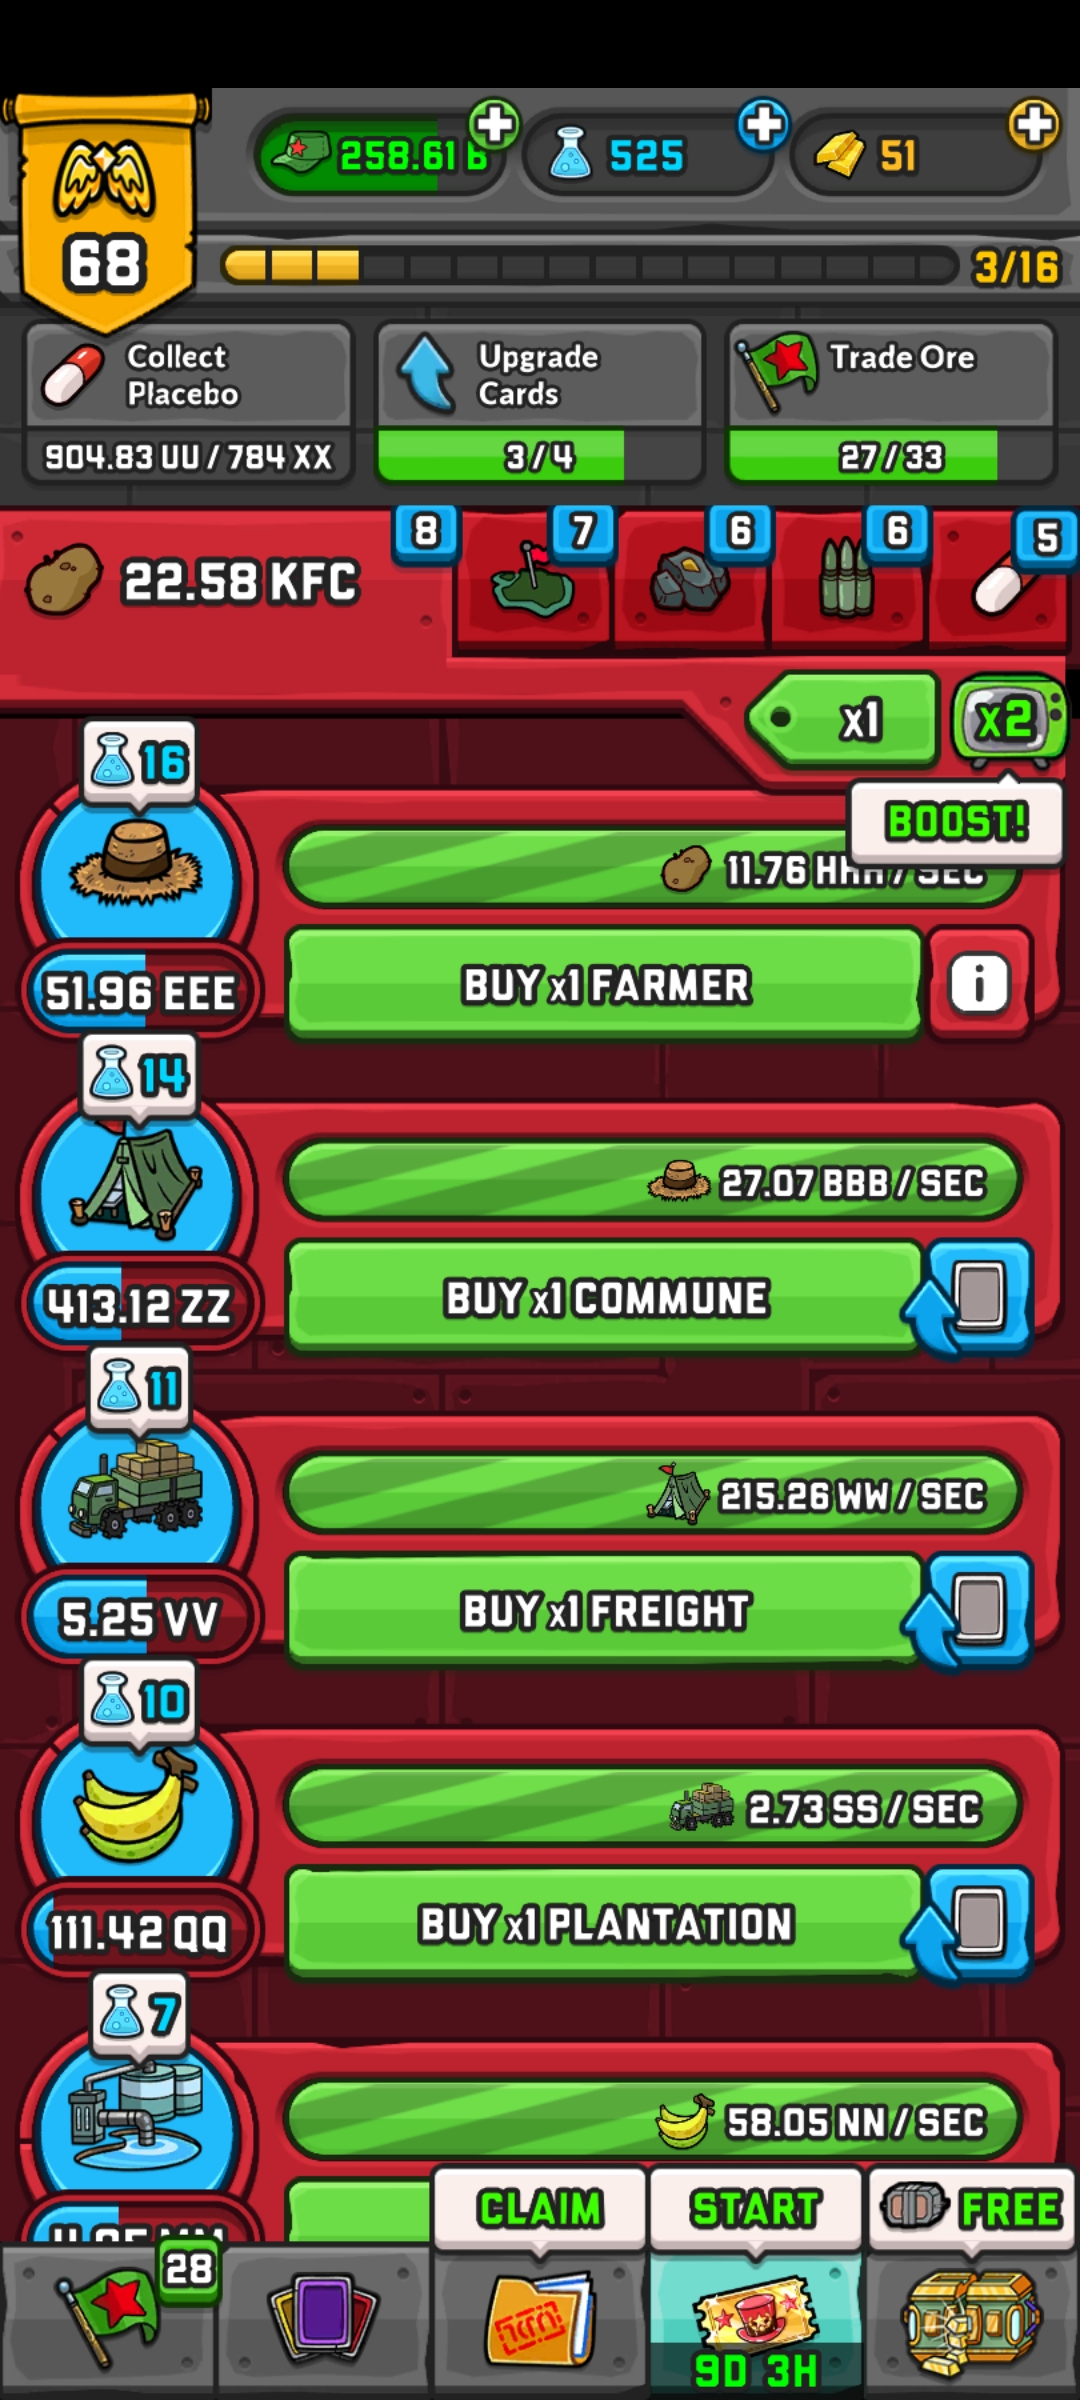 258.61 B
525
51
68
3/16
Collect
Placebo
Upgrade
Cards
Trade Ore
904.83 UU / 784 XX
3 / 4
27 / 33
22.58 KFC
8
7
6
6
5
x1
x2
BOOST!
16
11.76 HHH / SEC
51.96 EEE
BUY x1 FARMER
i
14
27.07 BBB / SEC
413.12 ZZ
BUY x1 COMMUNE
11
215.26 WW / SEC
5.25 VV
BUY x1 FREIGHT
10
2.73 SS / SEC
111.42 QQ
BUY x1 PLANTATION
7
58.05 NN / SEC
CLAIM
START
FREE
28
9D 3H